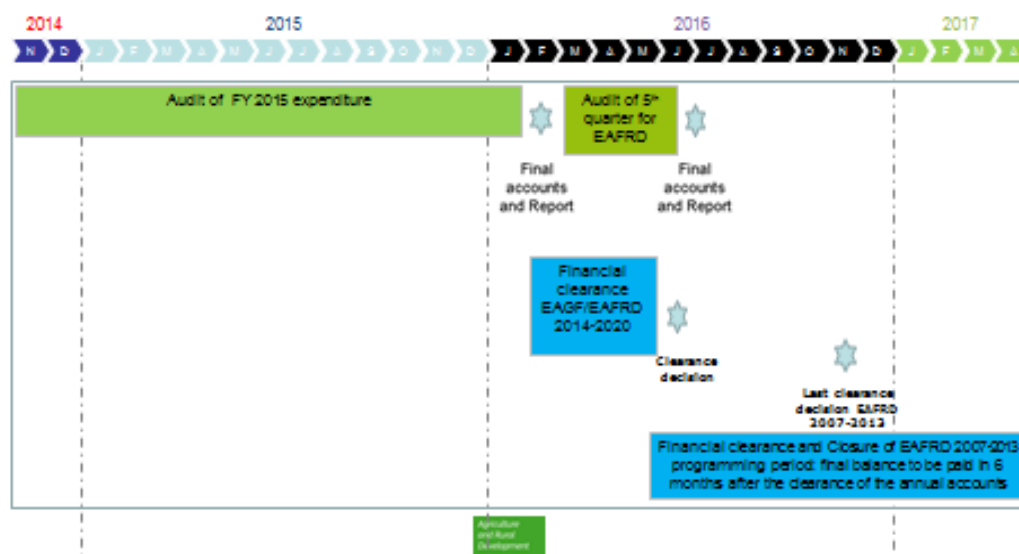 2014 2015 2016 2017
N D J F M A M J J A S O N D J F M A M J J A S O N D J F M A
Audit of FY 2015 expenditure
Audit of 5th
quarter for
EAFRD
Final
accounts
and Report
Final
accounts
and Report
Financial
clearance
EAGF/EAFRD
2014-2020
Clearance
decision
Last clearance
decision EAFRD
2007-2013
Financial clearance and Closure of EAFRD 2007-2013
programming period: final balance to be paid in 6
months after the clearance of the annual accounts
Agriculture
and Rural
Development